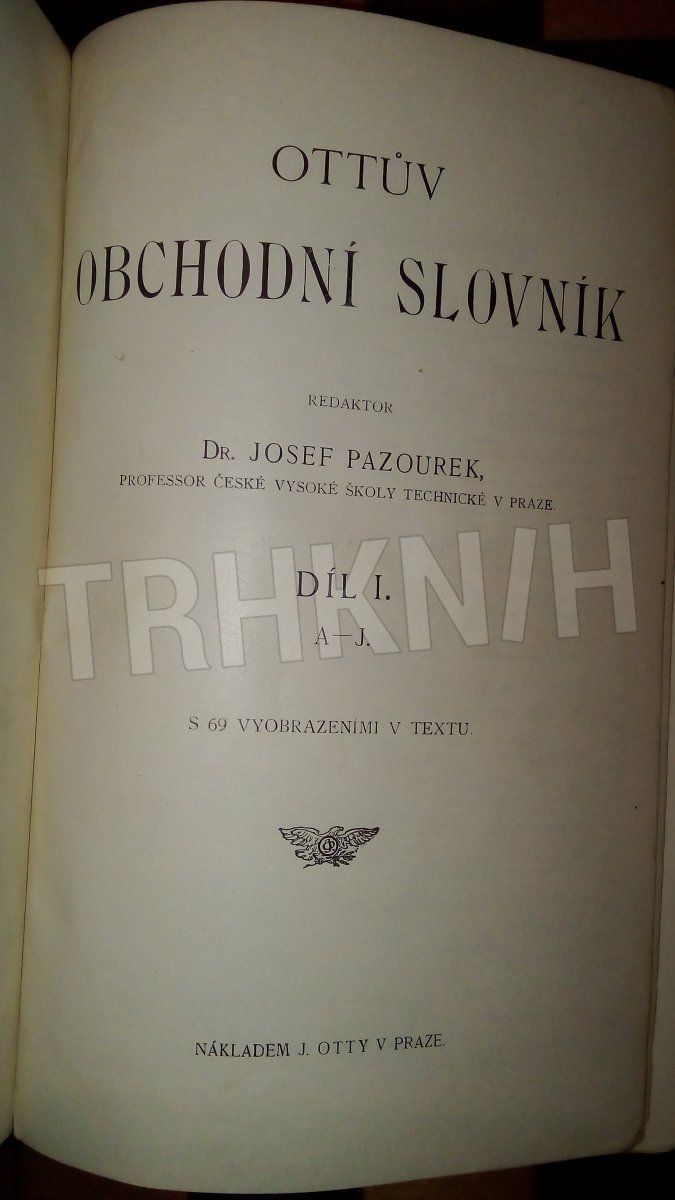 OTTŮV
OBCHODNÍ SLOVNÍK
REDAKTOR
DR. JOSEF PAZOUREK,
PROFESSOR ČESKÉ VYSOKÉ ŠKOLY TECHNICKÉ V PRAZE.
TRHKNIH
DÍL I.
A—J.
S 69 VYOBRAZENÍMI V TEXTU.
NÁKLADEM J. OTTY V PRAZE.